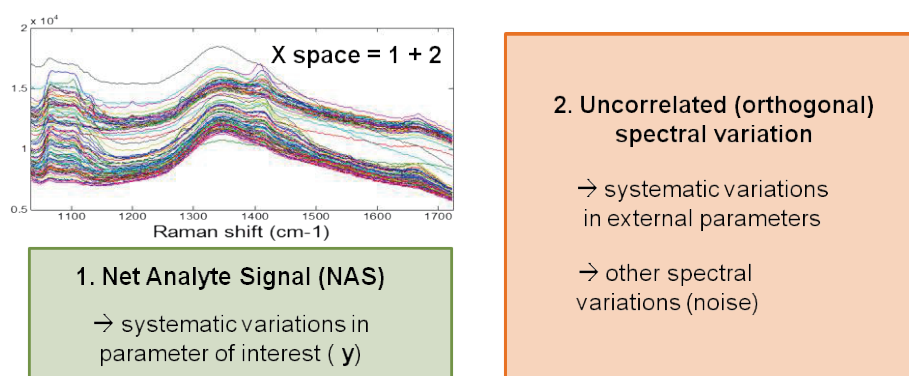 2 x 10⁴
X space = 1 + 2
1.5
1
0.5
1100 1200 1300 1400 1500 1600 1700
Raman shift (cm-1)
1. Net Analyte Signal (NAS)
→ systematic variations in
parameter of interest ( y)
2. Uncorrelated (orthogonal)
spectral variation
→ systematic variations
in external parameters
→ other spectral
variations (noise)